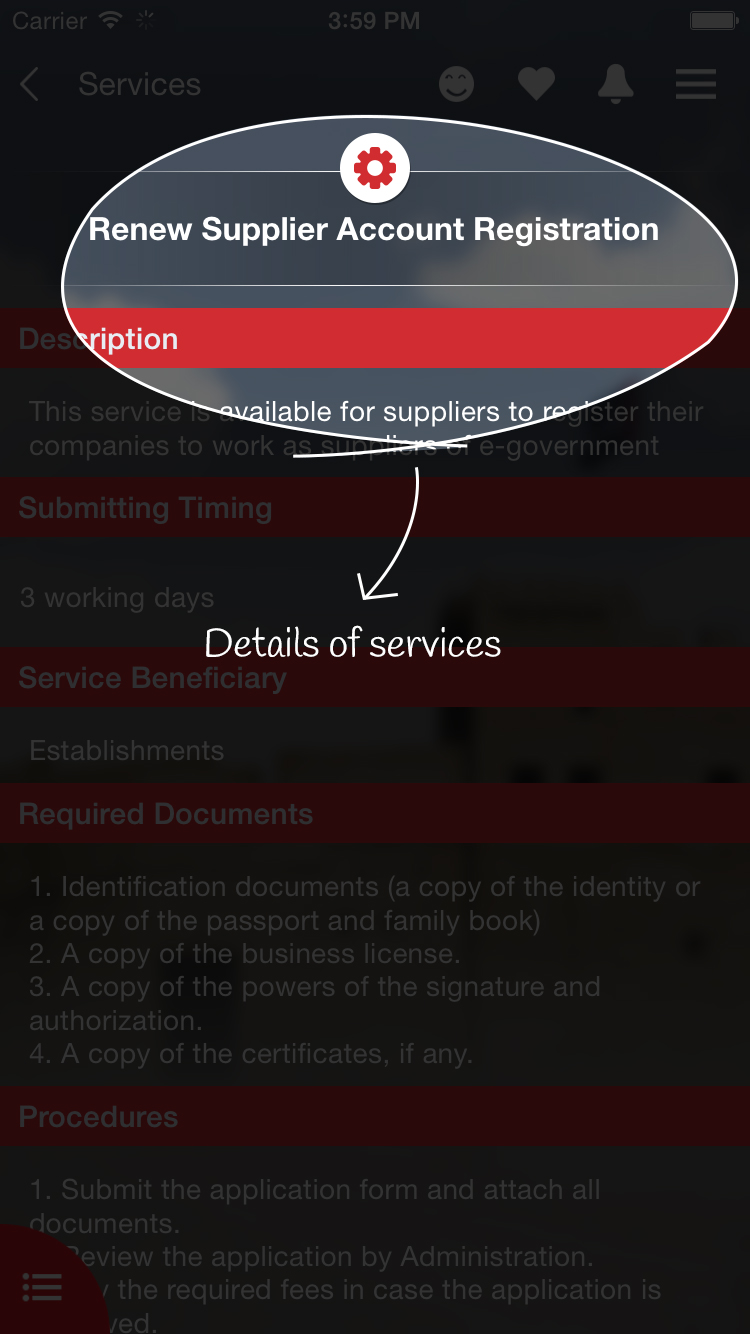 Carrier 3:59 PM
Services
Renew Supplier Account Registration
Description
This service is available for suppliers to register their
companies to work as suppliers of e-government
Submitting Timing
3 working days
Details of services
Service Beneficiary
Establishments
Required Documents
1. Identification documents (a copy of the identity or
a copy of the passport and family book)
2. A copy of the business license.
3. A copy of the powers of the signature and
authorization.
4. A copy of the certificates, if any.
Procedures
1. Submit the application form and attach all
documents.
Review the application by Administration.
the required fees in case the application is